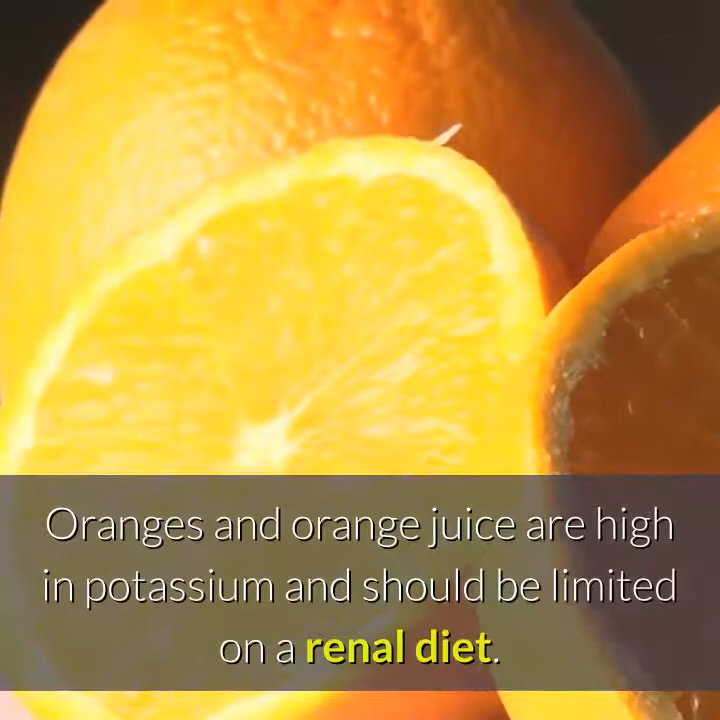 Oranges and orange juice are high
in potassium and should be limited
on a renal diet.